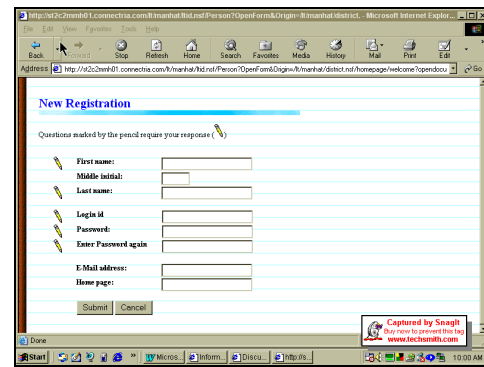 http://st2c2nmh01.connectria.com/lt/manhat/ltid.nsf/Person?OpenForm&Origin=/lt/manhat/district. - Microsoft Internet Explor...
File Edit View Favorites Tools Help
Back Forward Stop Refresh Home Search Favorites Media History Mail Print Edit
Address http://st2c2nmh01.connectria.com/lt/manhat/ltid.nsf/Person?OpenForm&Origin=/lt/manhat/district.nsf/homepage/welcome?opendocu Go
New Registration
Questions marked by the pencil require your response ( )
First name:
Middle initial:
Last name:
Login id
Password:
Enter Password again
E-Mail address:
Home page:
Submit Cancel
Captured by SnagIt
Buy now to prevent this tag
www.techsmith.com
Done
Start » Micros... Inform... Discu... http://s... 10:00 AM